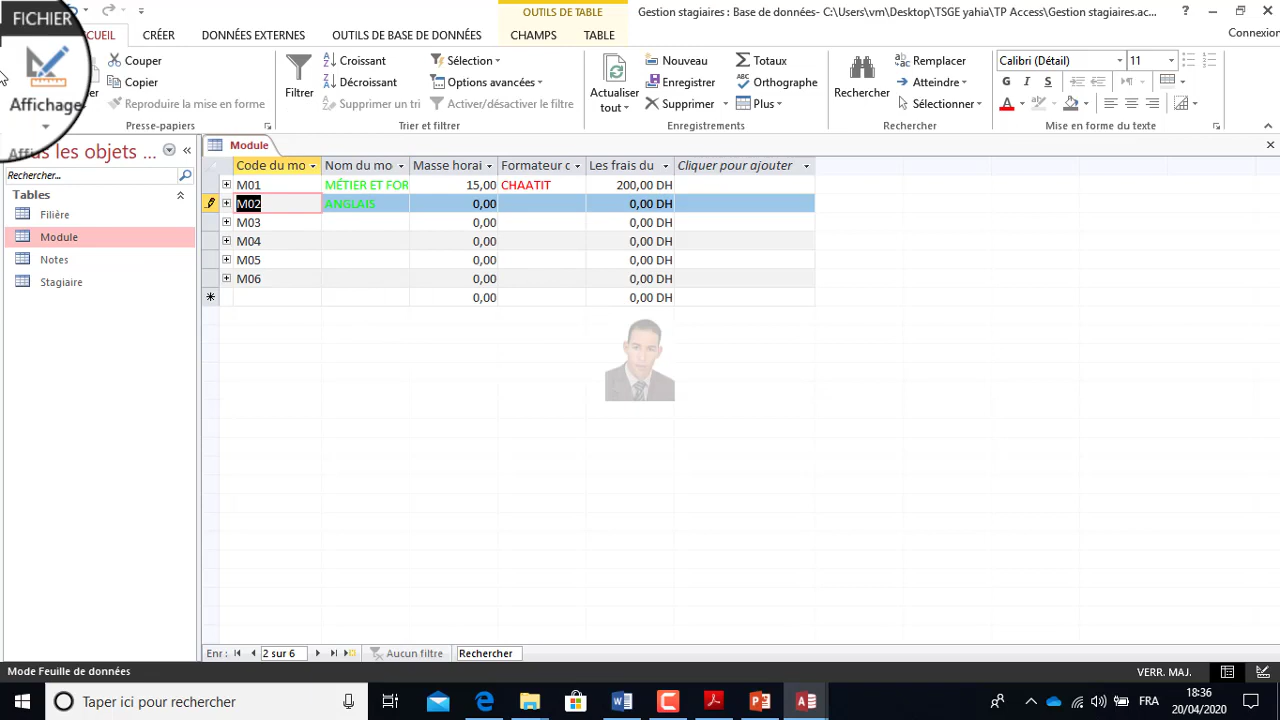 FICHIER
OUTILS DE TABLE
Gestion stagiaires : Base de données- C:\Users\vm\Desktop\TSGE yahia\TP Access\Gestion stagiaires.ac...
CUEIL
CRÉER
DONNÉES EXTERNES
OUTILS DE BASE DE DONNÉES
CHAMPS
TABLE
Connexion
Affichage
Couper
Copier
Reproduire la mise en forme
Presse-papiers
Filtrer
Croissant
Décroissant
Supprimer un tri
Sélection
Options avancées
Activer/désactiver le filtre
Trier et filtrer
Actualiser
tout
Nouveau
Enregistrer
Supprimer
Totaux
Orthographe
Plus
Enregistrements
Rechercher
Remplacer
Atteindre
Sélectionner
Rechercher
Calibri (Détail)
11
G I S
A
Mise en forme du texte
us les objets ...
Rechercher...
Tables
Filière
Module
Notes
Stagiaire
Module
Code du mo Nom du mo Masse horai Formateur c Les frais du Cliquer pour ajouter
M01 MÉTIER ET FOR 15,00 CHAATIT 200,00 DH
M02 ANGLAIS 0,00 0,00 DH
M03 0,00 0,00 DH
M04 0,00 0,00 DH
M05 0,00 0,00 DH
M06 0,00 0,00 DH
0,00 0,00 DH
Enr : 2 sur 6 Aucun filtre Rechercher
Mode Feuille de données
VERR. MAJ.
Taper ici pour rechercher
FRA
18:36
20/04/2020